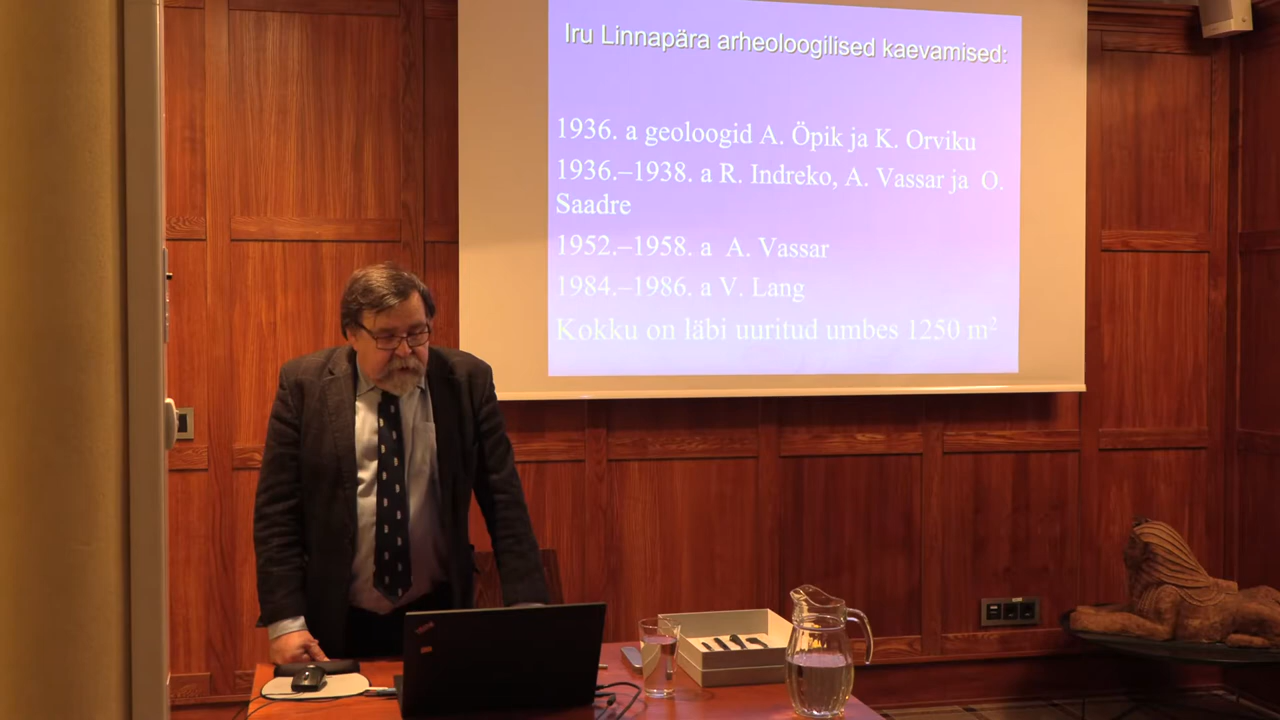 Iru Linnapära arheoloogilised kaevamised:
1936. a geoloogid A. Öpik ja K. Orviku
1936.–1938. a R. Indreko, A. Vassar ja O.
Saadre
1952.–1958. a A. Vassar
1984.–1986. a V. Lang
Kokku on läbi uuritud umbes 1250 m²
ThinkPad